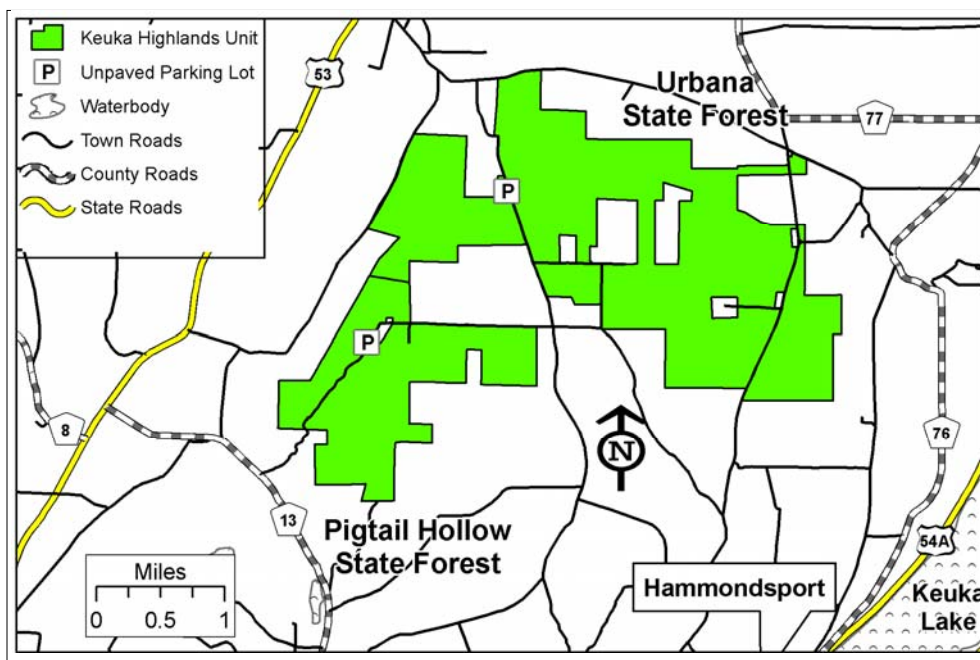 Keuka Highlands Unit
P Unpaved Parking Lot
Waterbody
Town Roads
County Roads
State Roads
53
Urbana
State Forest
77
P
P
8
76
N
13
Pigtail Hollow
State Forest
54A
Miles
0 0.5 1
Hammondsport
Keuka
Lake